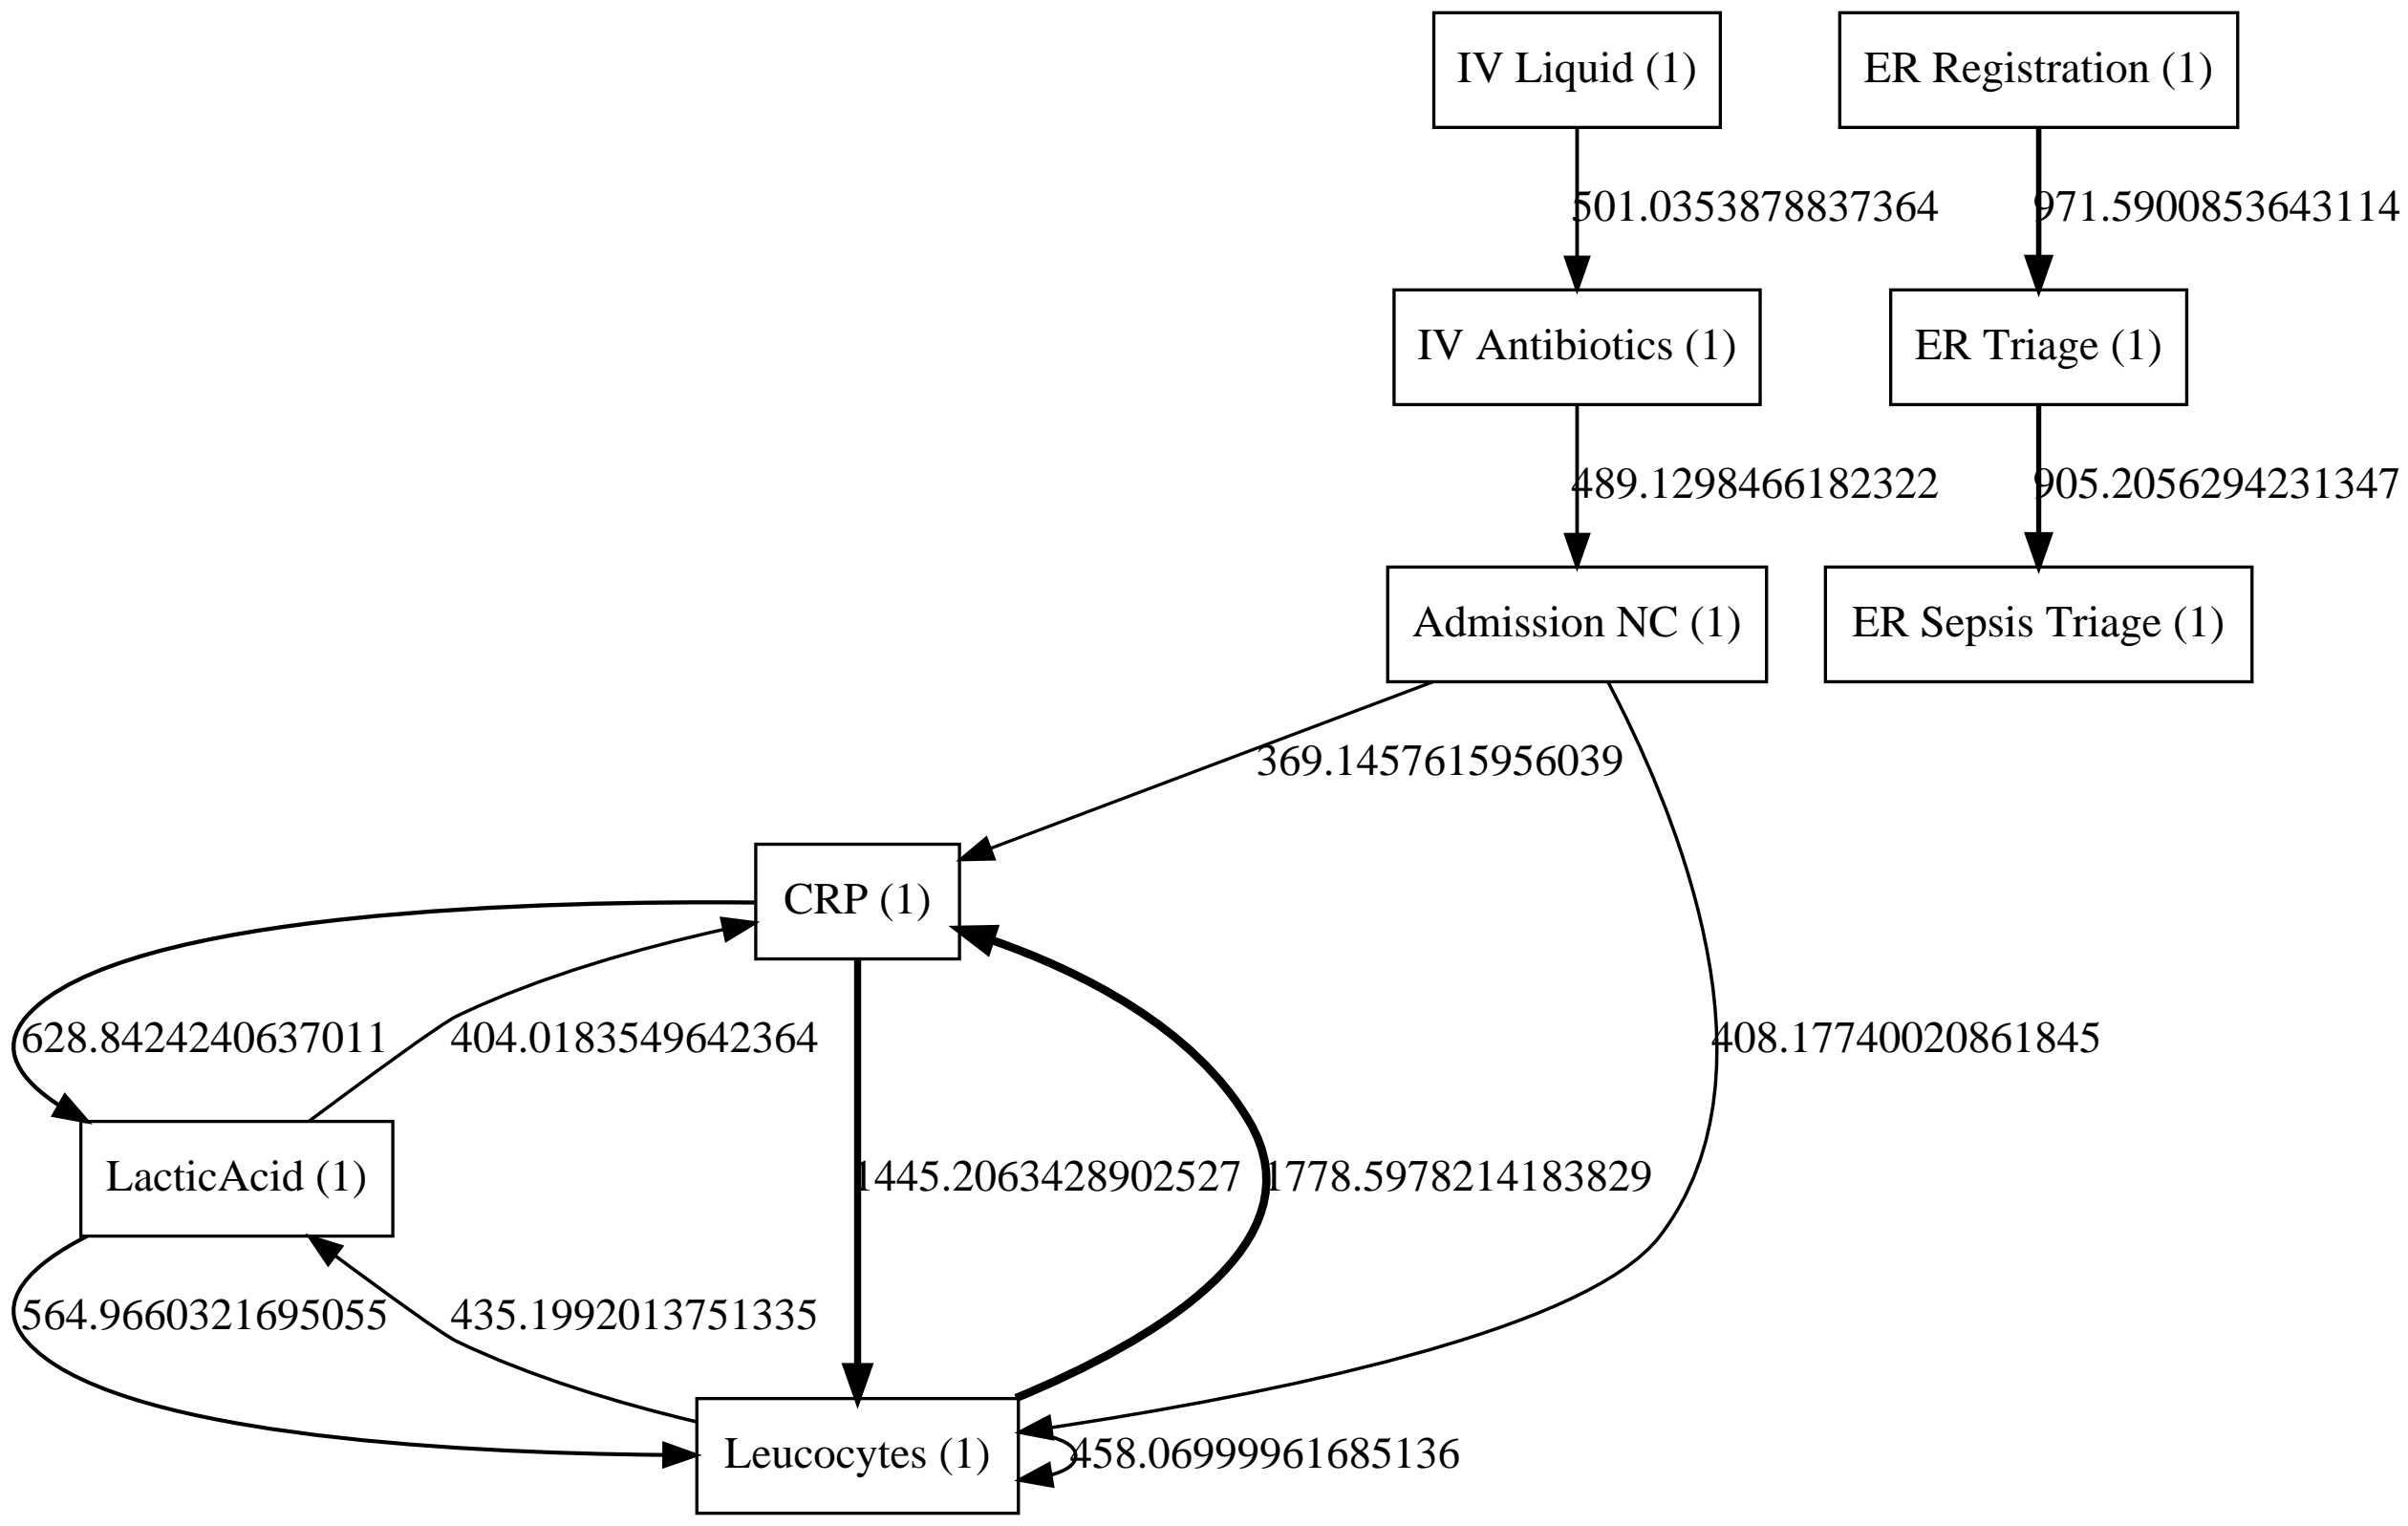 IV Liquid (1)
ER Registration (1)
501.0353878837364
971.5900853643114
IV Antibiotics (1)
ER Triage (1)
489.1298466182322
905.2056294231347
Admission NC (1)
ER Sepsis Triage (1)
369.1457615956039
CRP (1)
628.8424240637011
404.0183549642364
408.17740020861845
LacticAcid (1)
1445.2063428902527
1778.5978214183829
564.9660321695055
435.1992013751335
Leucocytes (1)
458.06999961685136